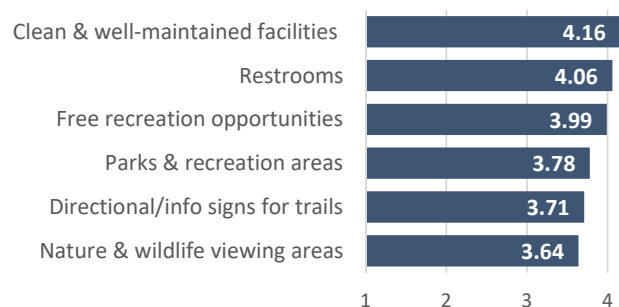 Clean & well-maintained facilities 4.16
Restrooms 4.06
Free recreation opportunities 3.99
Parks & recreation areas 3.78
Directional/info signs for trails 3.71
Nature & wildlife viewing areas 3.64
1 2 3 4